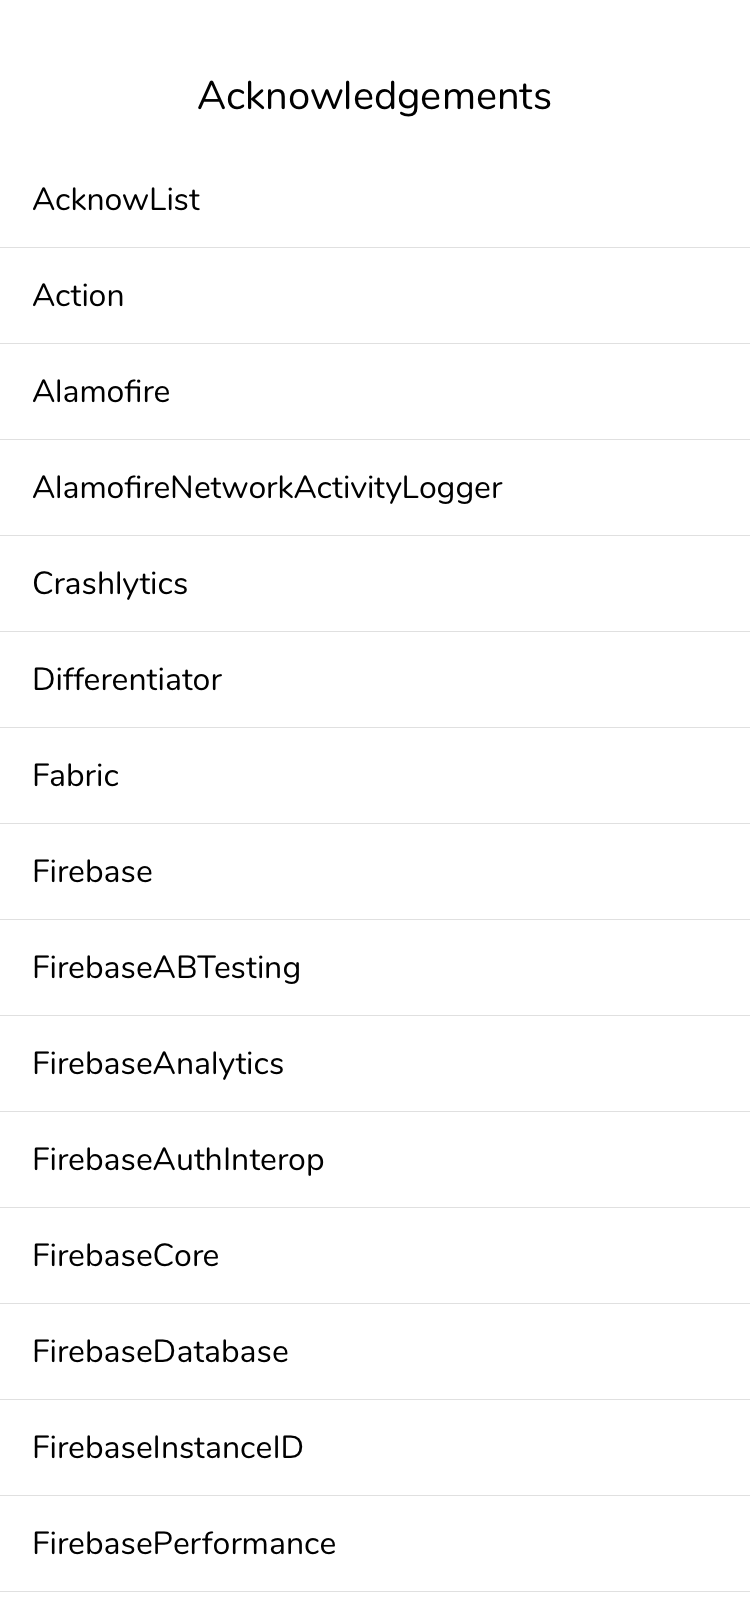 Acknowledgements
AcknowList
Action
Alamofire
AlamofireNetworkActivityLogger
Crashlytics
Differentiator
Fabric
Firebase
FirebaseABTesting
FirebaseAnalytics
FirebaseAuthInterop
FirebaseCore
FirebaseDatabase
FirebaseInstanceID
FirebasePerformance